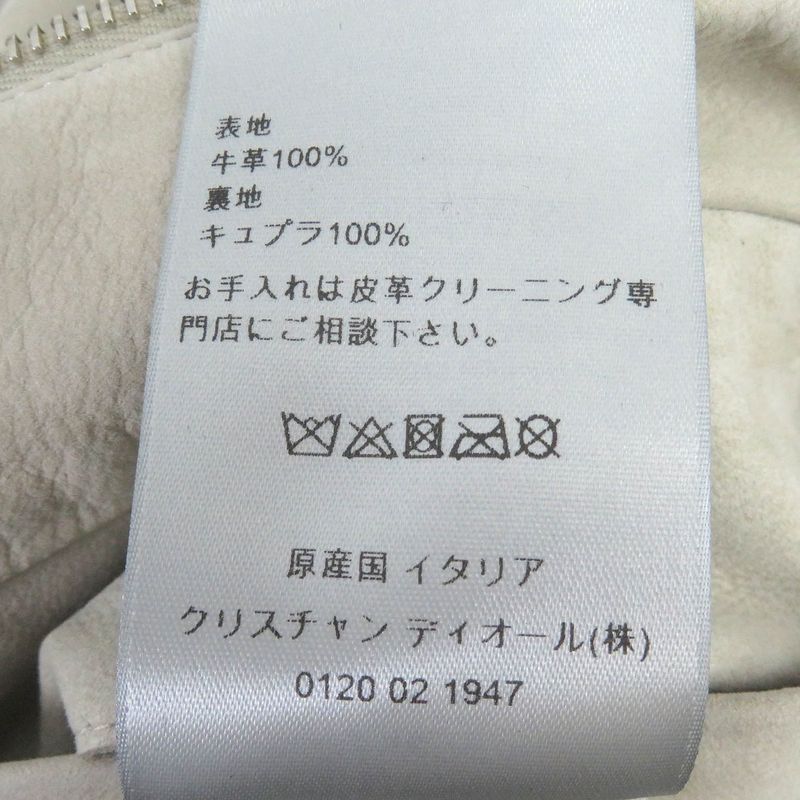 表地
牛革100%
裏地
キュプラ100%
お手入れは皮革クリーニング専
門店にご相談下さい。
原産国 イタリア
クリスチャン ディオール(株)
0120 02 1947